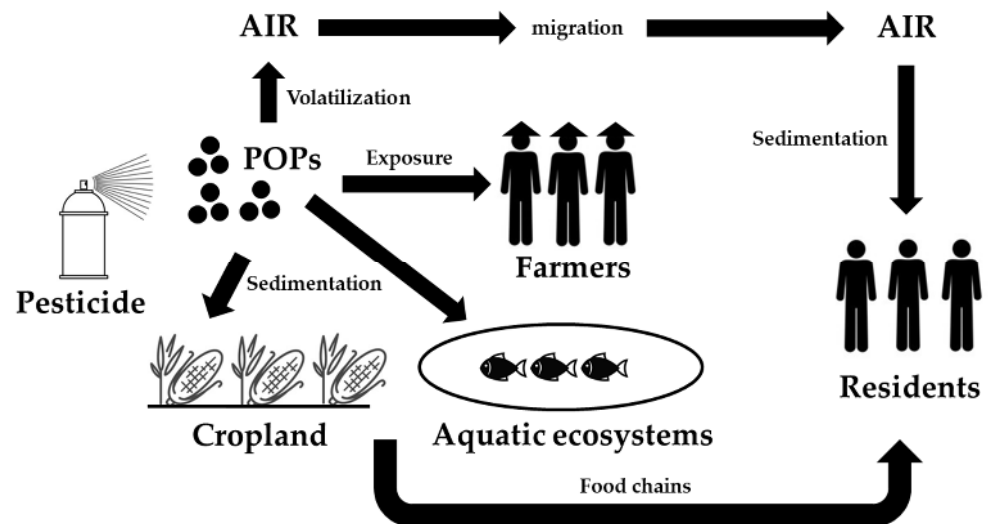 AIR
migration
AIR
Volatilization
POPs
Exposure
Sedimentation
Farmers
Pesticide
Sedimentation
Residents
Cropland
Aquatic ecosystems
Food chains